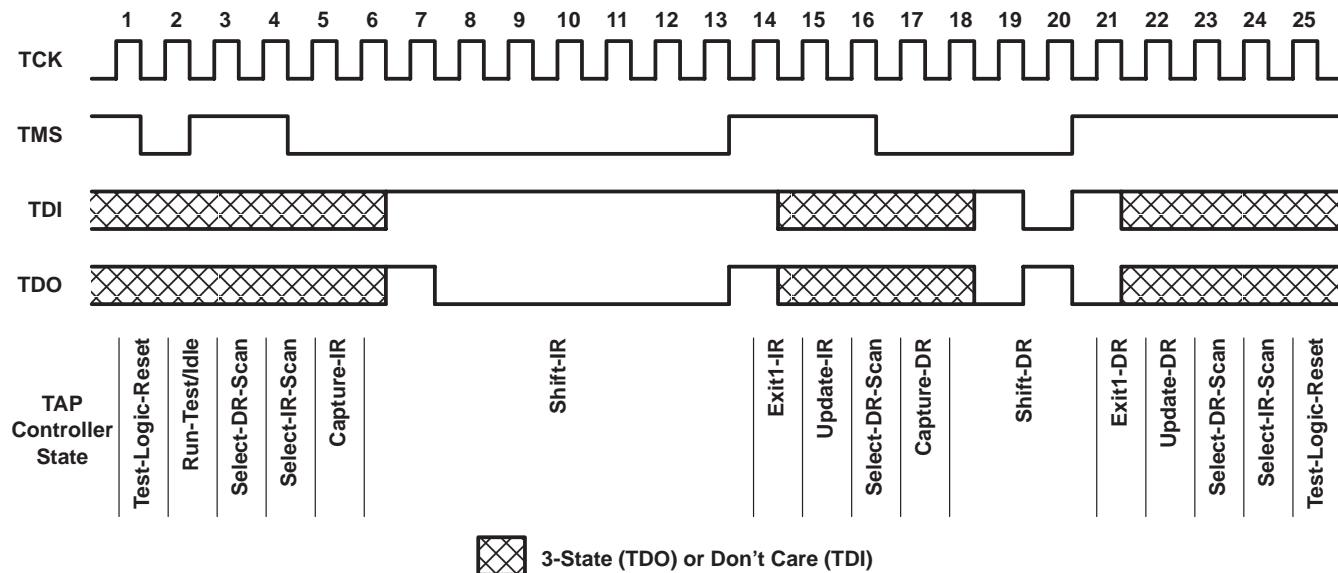 1 2 3 4 5 6 7 8 9 10 11 12 13 14 15 16 17 18 19 20 21 22 23 24 25
TCK
TMS
TDI
TDO
TAP
Controller
State
Test-Logic-Reset
Run-Test/Idle
Select-DR-Scan
Select-IR-Scan
Capture-IR
Shift-IR
Exit1-IR
Update-IR
Select-DR-Scan
Capture-DR
Shift-DR
Exit1-DR
Update-DR
Select-DR-Scan
Select-IR-Scan
Test-Logic-Reset
3-State (TDO) or Don’t Care (TDI)